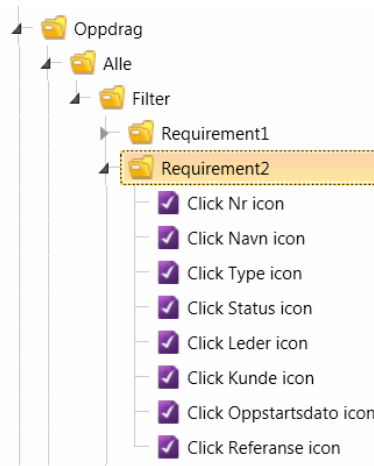 Oppdrag
Alle
Filter
Requirement1
Requirement2
Click Nr icon
Click Navn icon
Click Type icon
Click Status icon
Click Leder icon
Click Kunde icon
Click Oppstartsdato icon
Click Referanse icon